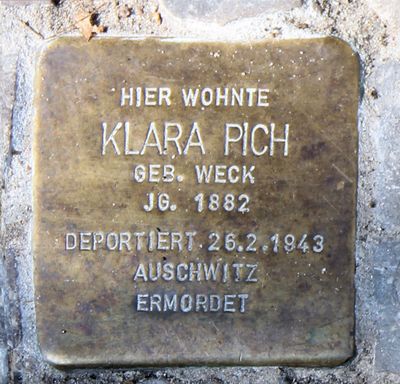 HIER WOHNTE
KLARA PICH
GEB. WECK
JG. 1882
DEPORTIERT 26.2.1943
AUSCHWITZ
ERMORDET